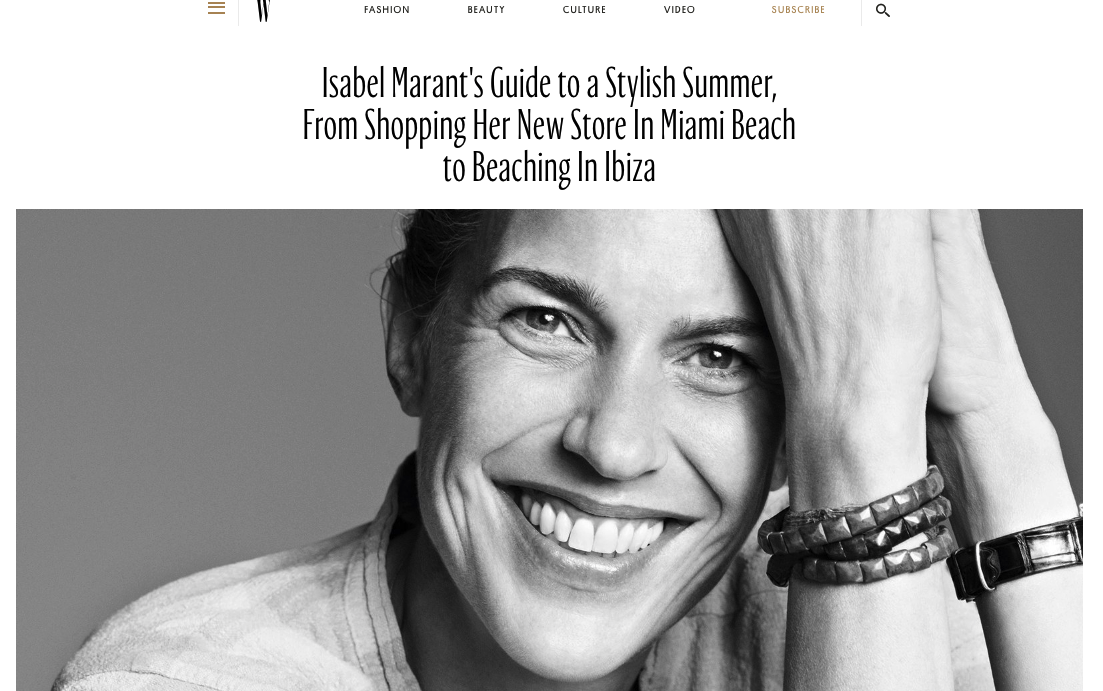 W
FASHION BEAUTY CULTURE VIDEO SUBSCRIBE
Isabel Marant's Guide to a Stylish Summer,
From Shopping Her New Store In Miami Beach
to Beaching In Ibiza